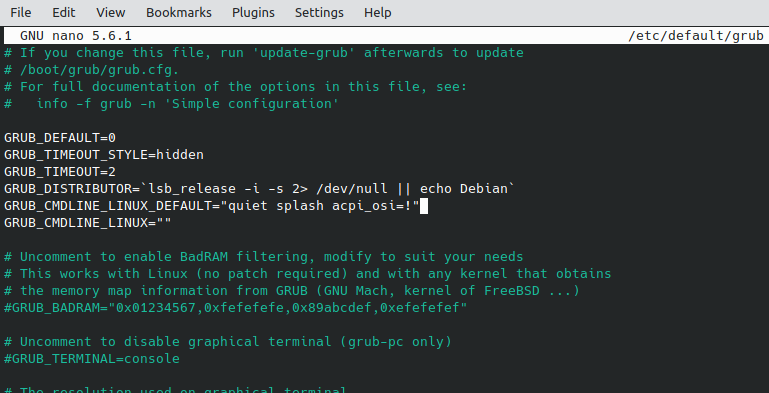 File Edit View Bookmarks Plugins Settings Help
GNU nano 5.6.1 /etc/default/grub
# If you change this file, run 'update-grub' afterwards to update
# /boot/grub/grub.cfg.
# For full documentation of the options in this file, see:
#   info -f grub -n 'Simple configuration'

GRUB_DEFAULT=0
GRUB_TIMEOUT_STYLE=hidden
GRUB_TIMEOUT=2
GRUB_DISTRIBUTOR=`lsb_release -i -s 2> /dev/null || echo Debian`
GRUB_CMDLINE_LINUX_DEFAULT="quiet splash acpi_osi=!"
GRUB_CMDLINE_LINUX=""

# Uncomment to enable BadRAM filtering, modify to suit your needs
# This works with Linux (no patch required) and with any kernel that obtains
# the memory map information from GRUB (GNU Mach, kernel of FreeBSD ...)
#GRUB_BADRAM="0x01234567,0xfefefefe,0x89abcdef,0xefefefef"

# Uncomment to disable graphical terminal (grub-pc only)
#GRUB_TERMINAL=console

# The resolution used on graphical terminal